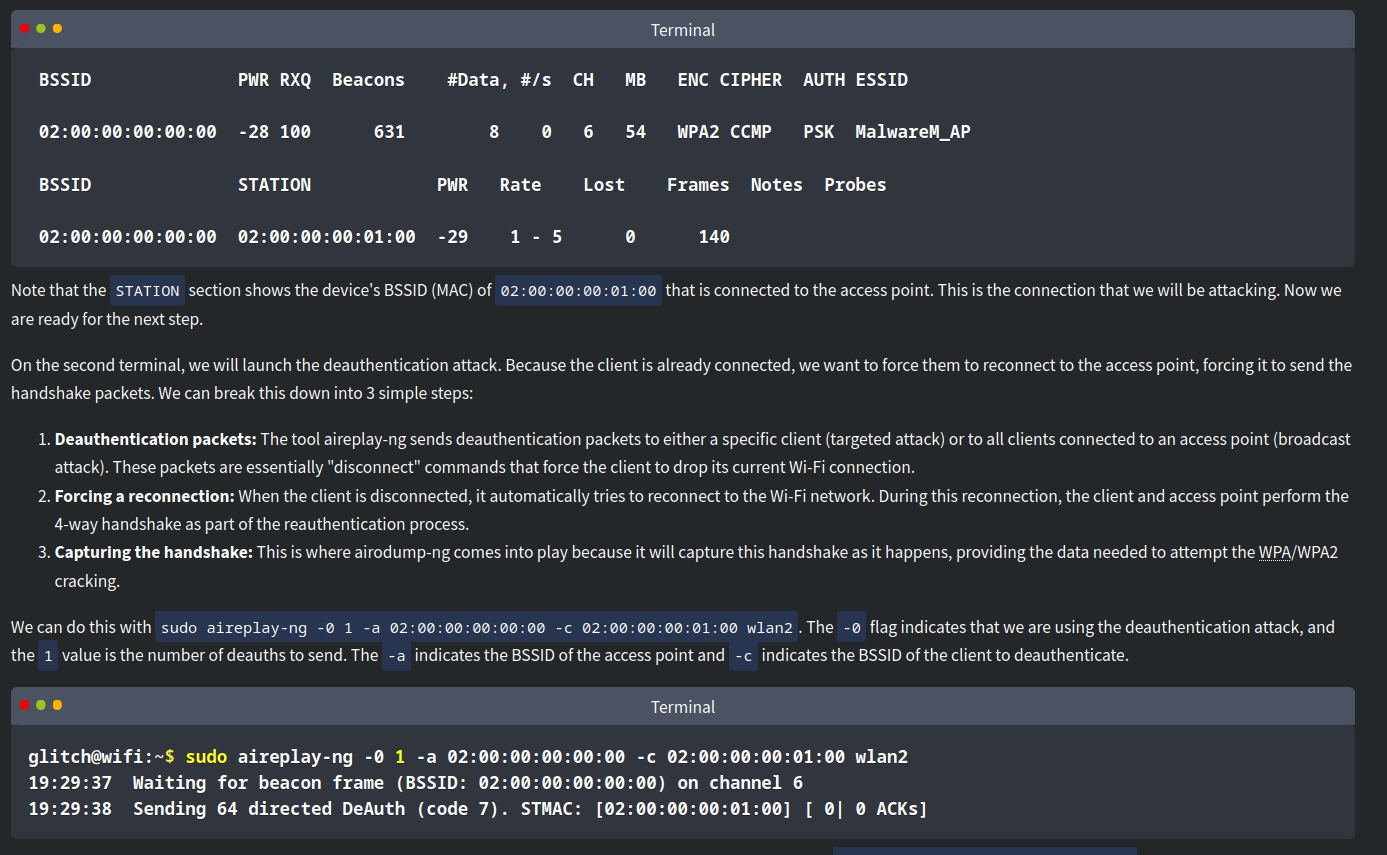 Terminal
BSSID PWR RXQ Beacons #Data, #/s CH MB ENC CIPHER AUTH ESSID
02:00:00:00:00:00 -28 100 631 8 0 6 54 WPA2 CCMP PSK MalwareM_AP
BSSID STATION PWR Rate Lost Frames Notes Probes
02:00:00:00:00:00 02:00:00:00:01:00 -29 1 - 5 0 140
Note that the STATION section shows the device's BSSID (MAC) of 02:00:00:00:01:00 that is connected to the access point. This is the connection that we will be attacking. Now we
are ready for the next step.
On the second terminal, we will launch the deauthentication attack. Because the client is already connected, we want to force them to reconnect to the access point, forcing it to send the
handshake packets. We can break this down into 3 simple steps:
1. Deauthentication packets: The tool aireplay-ng sends deauthentication packets to either a specific client (targeted attack) or to all clients connected to an access point (broadcast
attack). These packets are essentially "disconnect" commands that force the client to drop its current Wi-Fi connection.
2. Forcing a reconnection: When the client is disconnected, it automatically tries to reconnect to the Wi-Fi network. During this reconnection, the client and access point perform the
4-way handshake as part of the reauthentication process.
3. Capturing the handshake: This is where airodump-ng comes into play because it will capture this handshake as it happens, providing the data needed to attempt the WPA/WPA2
cracking.
We can do this with sudo aireplay-ng -0 1 -a 02:00:00:00:00:00 -c 02:00:00:00:01:00 wlan2. The -0 flag indicates that we are using the deauthentication attack, and
the 1 value is the number of deauths to send. The -a indicates the BSSID of the access point and -c indicates the BSSID of the client to deauthenticate.
Terminal
glitch@wifi:~$ sudo aireplay-ng -0 1 -a 02:00:00:00:00:00 -c 02:00:00:00:01:00 wlan2
19:29:37 Waiting for beacon frame (BSSID: 02:00:00:00:00:00) on channel 6
19:29:38 Sending 64 directed DeAuth (code 7). STMAC: [02:00:00:00:01:00] [ 0| 0 ACKs]